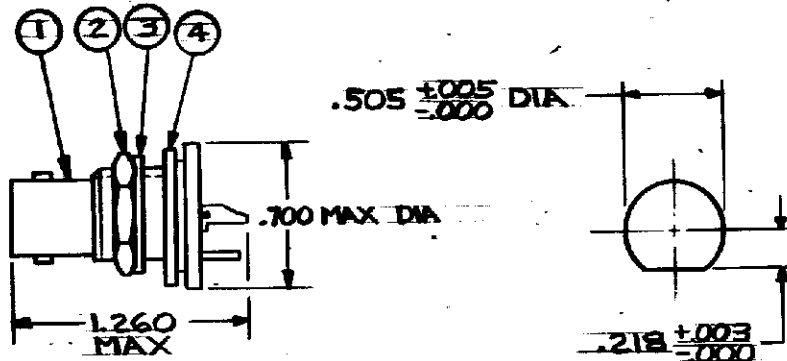 1 2 3 4
.505 +.005 -.000 DIA
.700 MAX DIA
1.260
MAX
.218 +.003 -.000